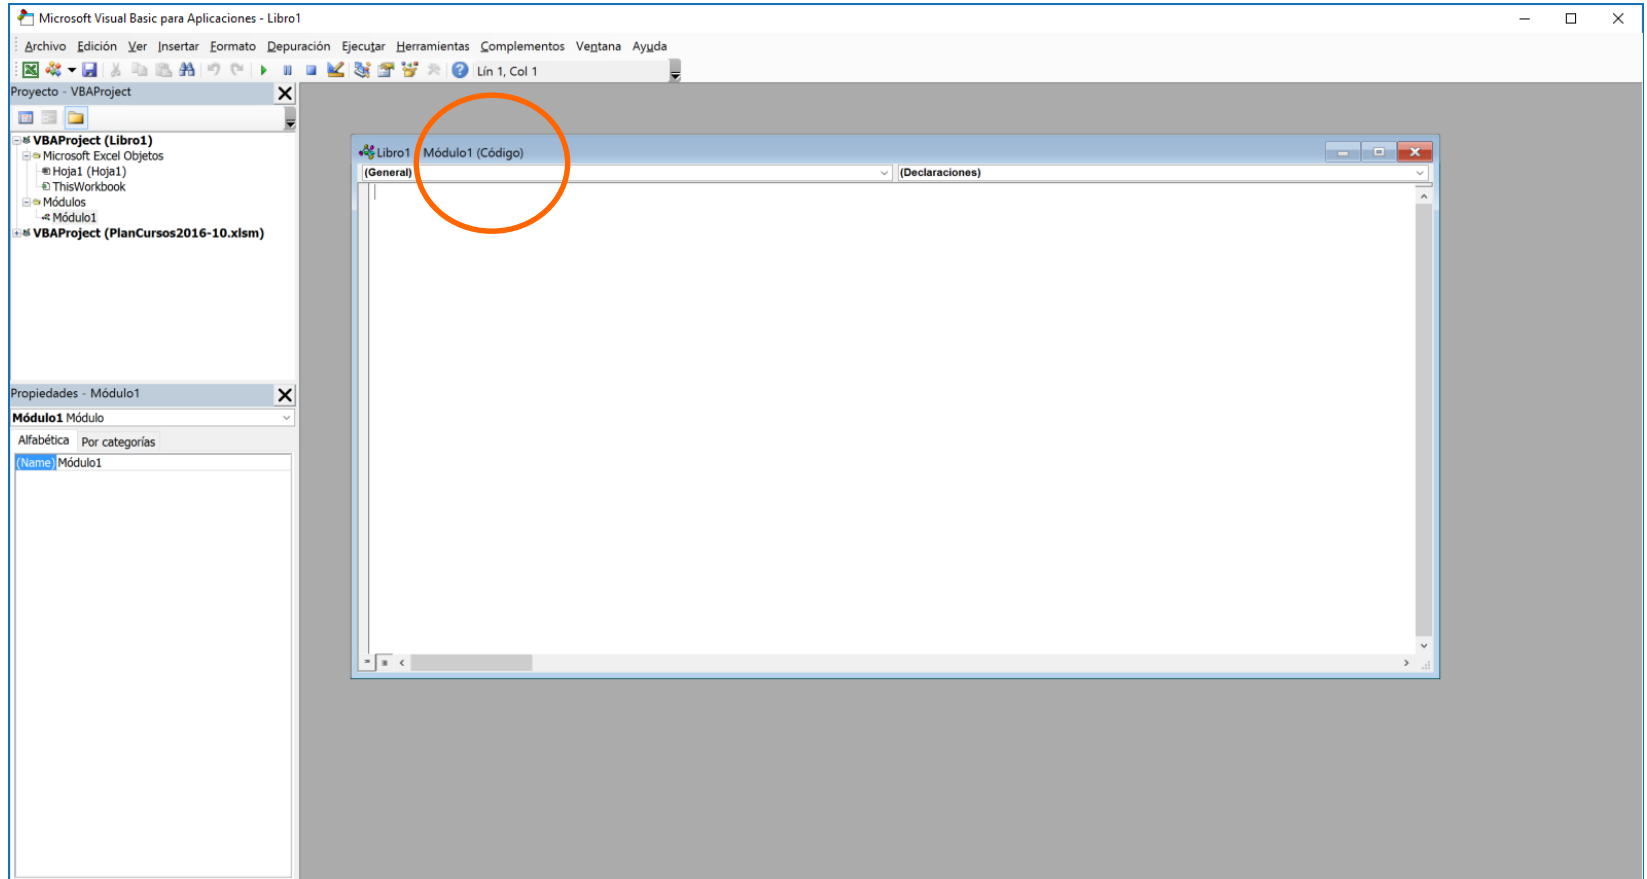 Microsoft Visual Basic para Aplicaciones - Libro1
Archivo Edición Ver Insertar Formato Depuración Ejecutar Herramientas Complementos Ventana Ayuda
Lín 1, Col 1
Proyecto - VBAProject
VBAProject (Libro1)
Microsoft Excel Objetos
Hoja1 (Hoja1)
ThisWorkbook
Módulos
Módulo1
VBAProject (PlanCursos2016-10.xlsm)
Propiedades - Módulo1
Módulo1 Módulo
Alfabética Por categorías
(Name) Módulo1
Libro1 Módulo1 (Código)
(General) (Declaraciones)